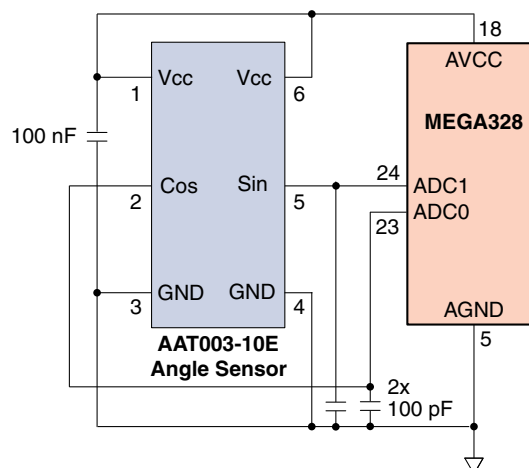 18
AVCC
MEGA328
1
Vcc
Vcc
6
100 nF
2
Cos
Sin
5
24
ADC1
23
ADC0
3
GND
GND
4
AGND
5
AAT003-10E
Angle Sensor
2x
100 pF